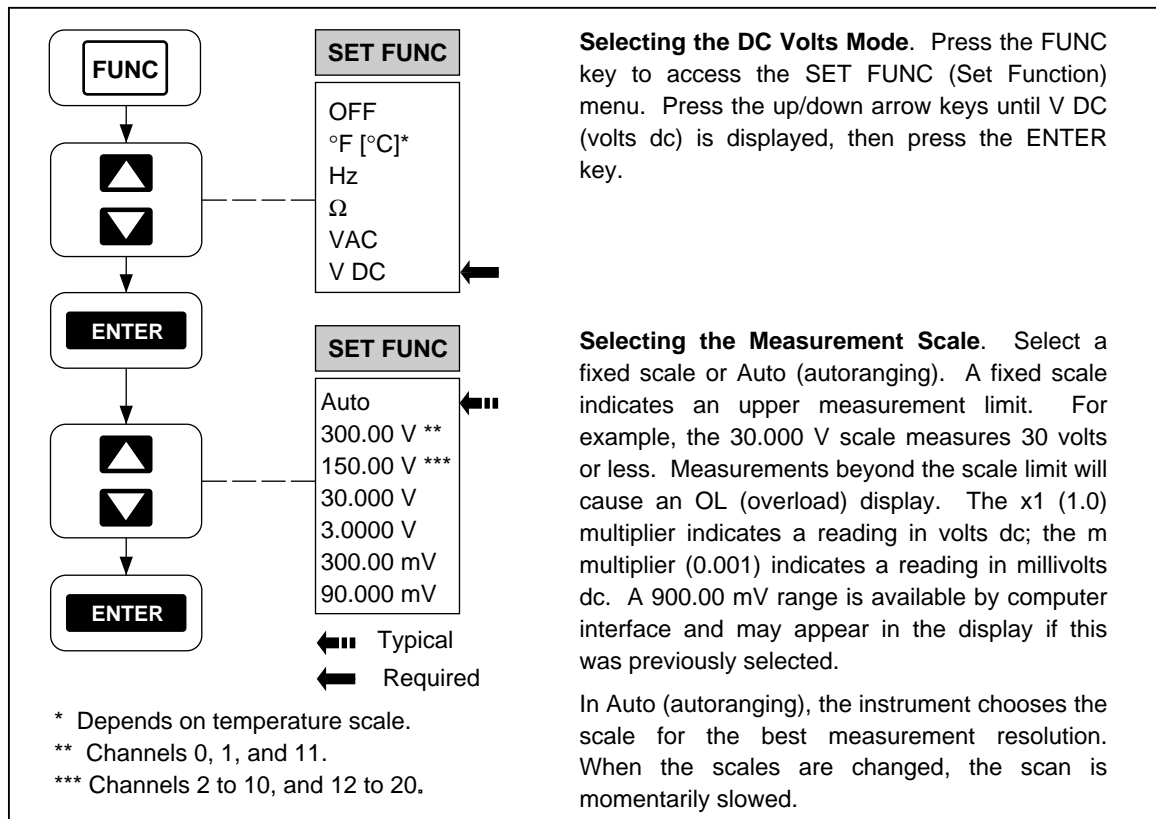 FUNC
ENTER
ENTER
SET FUNC
OFF
°F [°C]*
Hz
Ω
VAC
V DC
SET FUNC
Auto
300.00 V **
150.00 V ***
30.000 V
3.0000 V
300.00 mV
90.000 mV
Typical
Required
* Depends on temperature scale.
** Channels 0, 1, and 11.
*** Channels 2 to 10, and 12 to 20.
Selecting the DC Volts Mode. Press the FUNC
key to access the SET FUNC (Set Function)
menu. Press the up/down arrow keys until V DC
(volts dc) is displayed, then press the ENTER
key.
Selecting the Measurement Scale. Select a
fixed scale or Auto (autoranging). A fixed scale
indicates an upper measurement limit. For
example, the 30.000 V scale measures 30 volts
or less. Measurements beyond the scale limit will
cause an OL (overload) display. The x1 (1.0)
multiplier indicates a reading in volts dc; the m
multiplier (0.001) indicates a reading in millivolts
dc. A 900.00 mV range is available by computer
interface and may appear in the display if this
was previously selected.
In Auto (autoranging), the instrument chooses the
scale for the best measurement resolution.
When the scales are changed, the scan is
momentarily slowed.